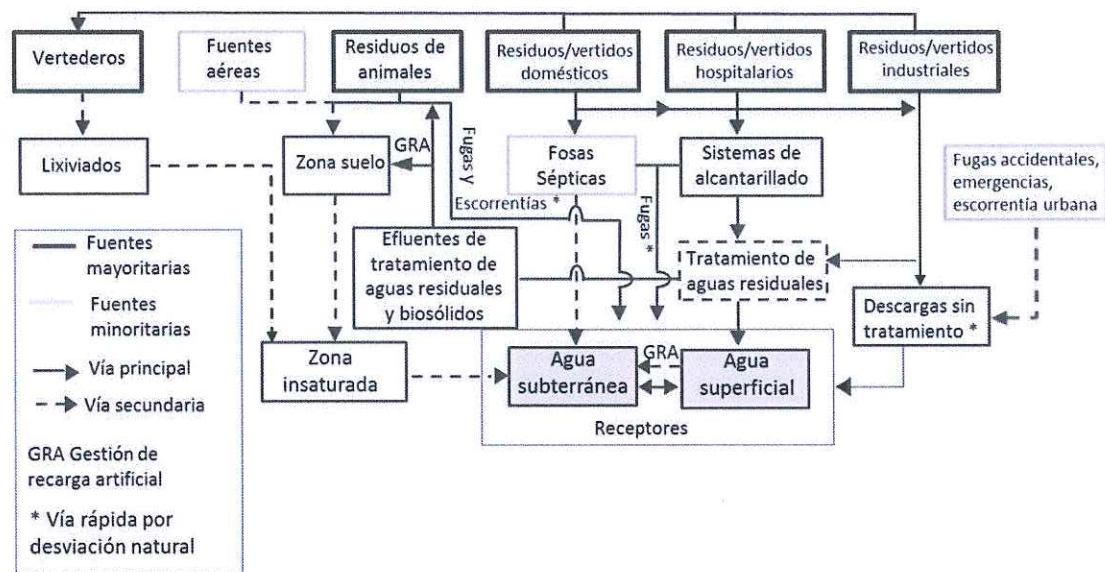 Vertederos
Fuentes
aéreas
Residuos de
animales
Residuos/vertidos
domésticos
Residuos/vertidos
hospitalarios
Residuos/vertidos
industriales
Lixiviados
Zona suelo
GRA
Fugas y
Escorrentías *
Fosas
Sépticas
Fugas *
Sistemas de
alcantarillado
Fugas accidentales,
emergencias,
escorrentía urbana
Efluentes de
tratamiento de
aguas residuales
y biosólidos
Tratamiento de
aguas residuales
Descargas sin
tratamiento *
Zona
insaturada
Agua
subterránea
GRA
Agua
superficial
Receptores
Fuentes
mayoritarias
Fuentes
minoritarias
Vía principal
Vía secundaria
GRA Gestión de
recarga artificial
* Vía rápida por
desviación natural